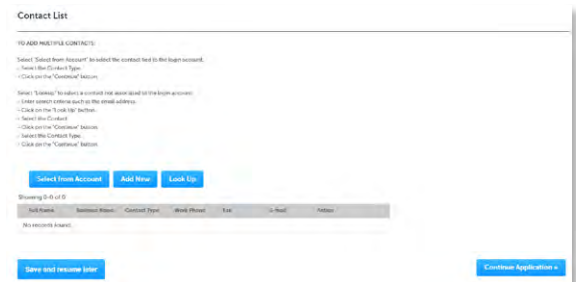 Contact List
TO ADD MULTIPLE CONTACTS:
Select "Select from Account" to select the contact tied to the login account.
- Select the Contact Type.
- Click on the "Continue" button.
Select "Lookup" to select a contact not associated to the login account.
- Enter search criteria such as the email address.
- Click on the "Look Up" button.
- Select the Contact
- Click on the "Continue" button.
- Select the Contact Type.
- Click on the "Continue" button.
Select from Account Add New Look Up
Showing 0-0 of 0
Full Name Business Name Contact Type Work Phone Fax E-mail Action
No records found.
Save and resume later Continue Application »